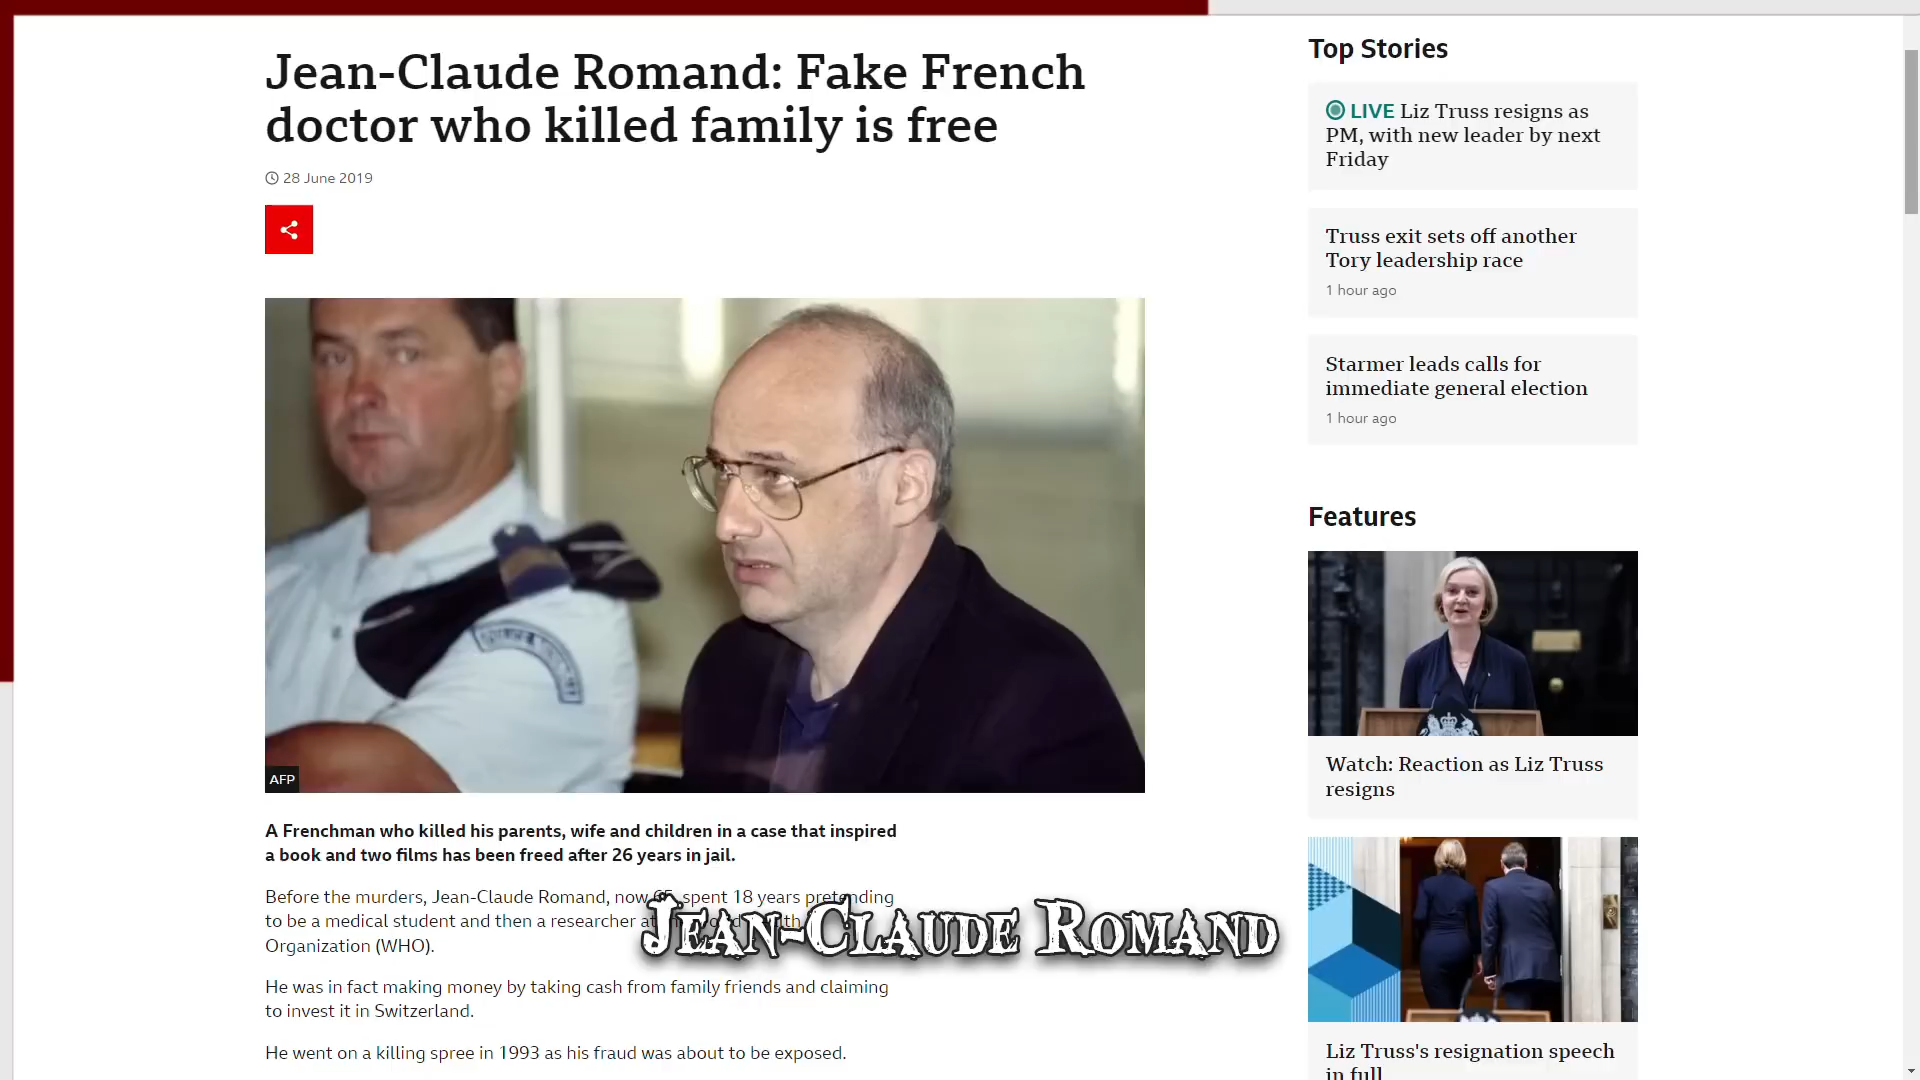 Jean-Claude Romand: Fake French
doctor who killed family is free
28 June 2019
AFP
A Frenchman who killed his parents, wife and children in a case that inspired
a book and two films has been freed after 26 years in jail.
Before the murders, Jean-Claude Romand, now 65, spent 18 years pretending
to be a medical student and then a researcher at
Organization (WHO).
Jean-Claude Romand
He was in fact making money by taking cash from family friends and claiming
to invest it in Switzerland.
He went on a killing spree in 1993 as his fraud was about to be exposed.
Top Stories
LIVE Liz Truss resigns as
PM, with new leader by next
Friday
Truss exit sets off another
Tory leadership race
1 hour ago
Starmer leads calls for
immediate general election
1 hour ago
Features
Watch: Reaction as Liz Truss
resigns
Liz Truss's resignation speech
in full